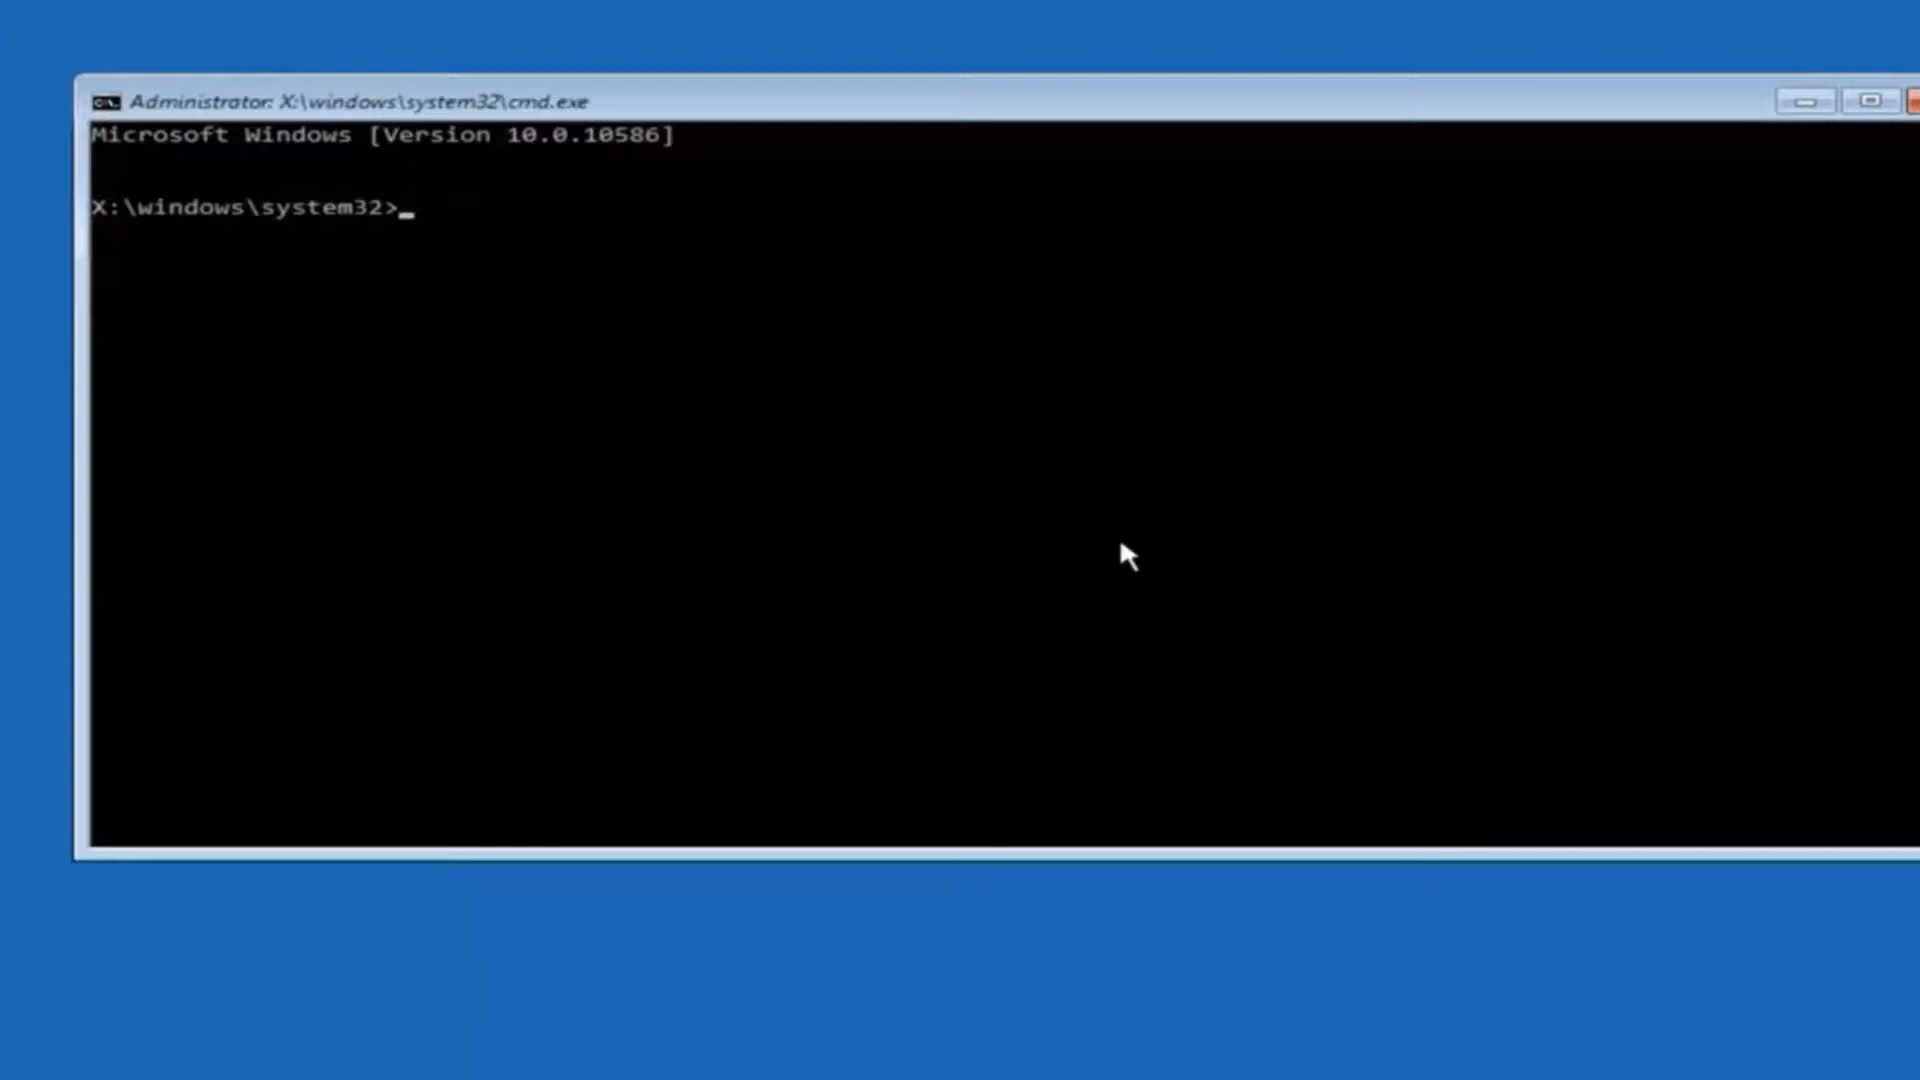 Administrator: X:\windows\system32\cmd.exe
Microsoft Windows [Version 10.0.10586]
X:\windows\system32>